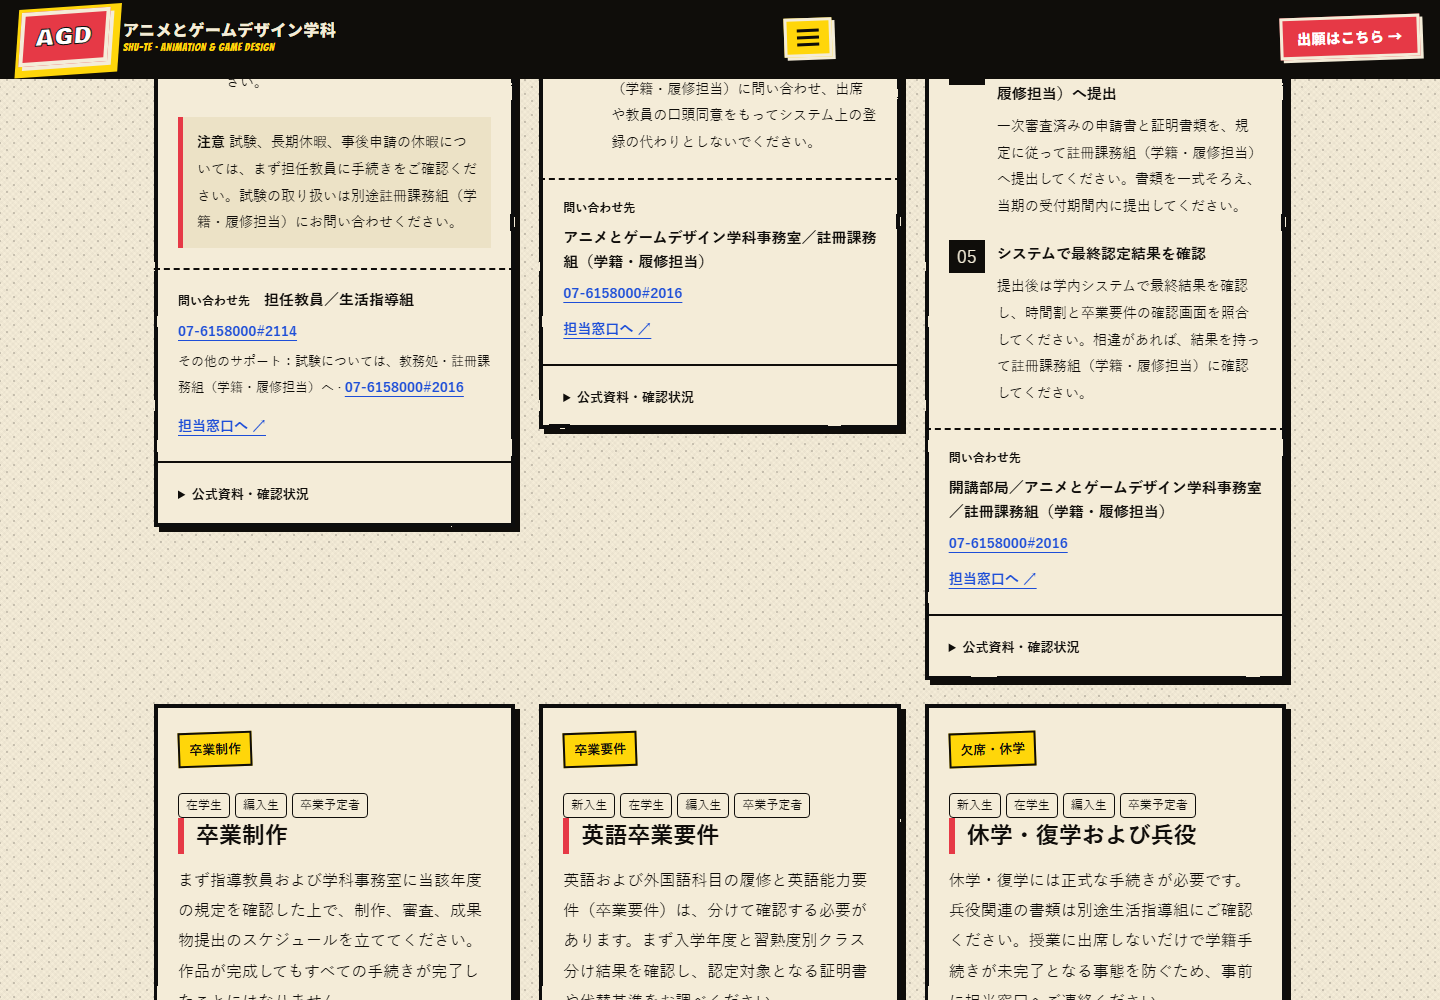 AGD
アニメとゲームデザイン学科
SHU-TE · ANIMATION & GAME DESIGN
出願はこちら →
さい。
注意 試験、長期休暇、事後申請の休暇につ
いては、まず担任教員に手続きをご確認くだ
さい。試験の取り扱いは別途註冊課務組（学
籍・履修担当）にお問い合わせください。
問い合わせ先 担任教員／生活指導組
07-6158000#2114
その他のサポート：試験については、教務処・註冊課
務組（学籍・履修担当）へ · 07-6158000#2016
担当窓口へ ↗
▶ 公式資料・確認状況
（学籍・履修担当）に問い合わせ、出席
や教員の口頭同意をもってシステム上の登
録の代わりとしないでください。
問い合わせ先
アニメとゲームデザイン学科事務室／註冊課務
組（学籍・履修担当）
07-6158000#2016
担当窓口へ ↗
▶ 公式資料・確認状況
履修担当）へ提出
一次審査済みの申請書と証明書類を、規
定に従って註冊課務組（学籍・履修担当）
へ提出してください。書類を一式そろえ、
当期の受付期間内に提出してください。
05 システムで最終認定結果を確認
提出後は学内システムで最終結果を確認
し、時間割と卒業要件の確認画面を照合
してください。相違があれば、結果を持っ
て註冊課務組（学籍・履修担当）に確認
してください。
問い合わせ先
開講部局／アニメとゲームデザイン学科事務室
／註冊課務組（学籍・履修担当）
07-6158000#2016
担当窓口へ ↗
▶ 公式資料・確認状況
卒業制作
在学生 編入生 卒業予定者
卒業制作
まず指導教員および学科事務室に当該年度
の規定を確認した上で、制作、審査、成果
物提出のスケジュールを立ててください。
作品が完成してもすべての手続きが完了し
たことにはなりません。
卒業要件
新入生 在学生 編入生 卒業予定者
英語卒業要件
英語および外国語科目の履修と英語能力要
件（卒業要件）は、分けて確認する必要が
あります。まず入学年度と習熟度別クラス
分け結果を確認し、認定対象となる証明書
や代替基準をお調べください。
欠席・休学
新入生 在学生 編入生 卒業予定者
休学・復学および兵役
休学・復学には正式な手続きが必要です。
兵役関連の書類は別途生活指導組にご確認
ください。授業に出席しないだけで学籍手
続きが未完了となる事態を防ぐため、事前
に担当窓口へご連絡ください。